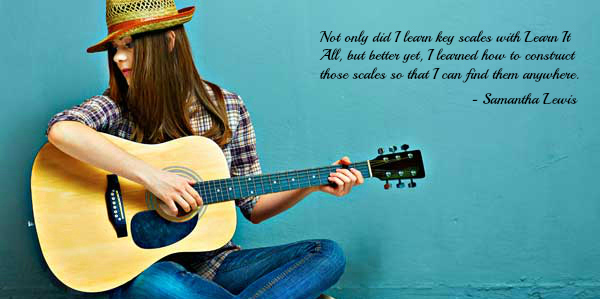 Not only did I learn key scales with Learn It
All, but better yet, I learned how to construct
those scales so that I can find them anywhere.
- Samantha Lewis